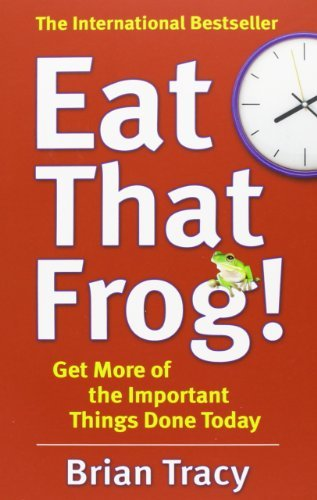 The International Bestseller
Eat
That
Frog!
Get More of
the Important
Things Done Today
Brian Tracy